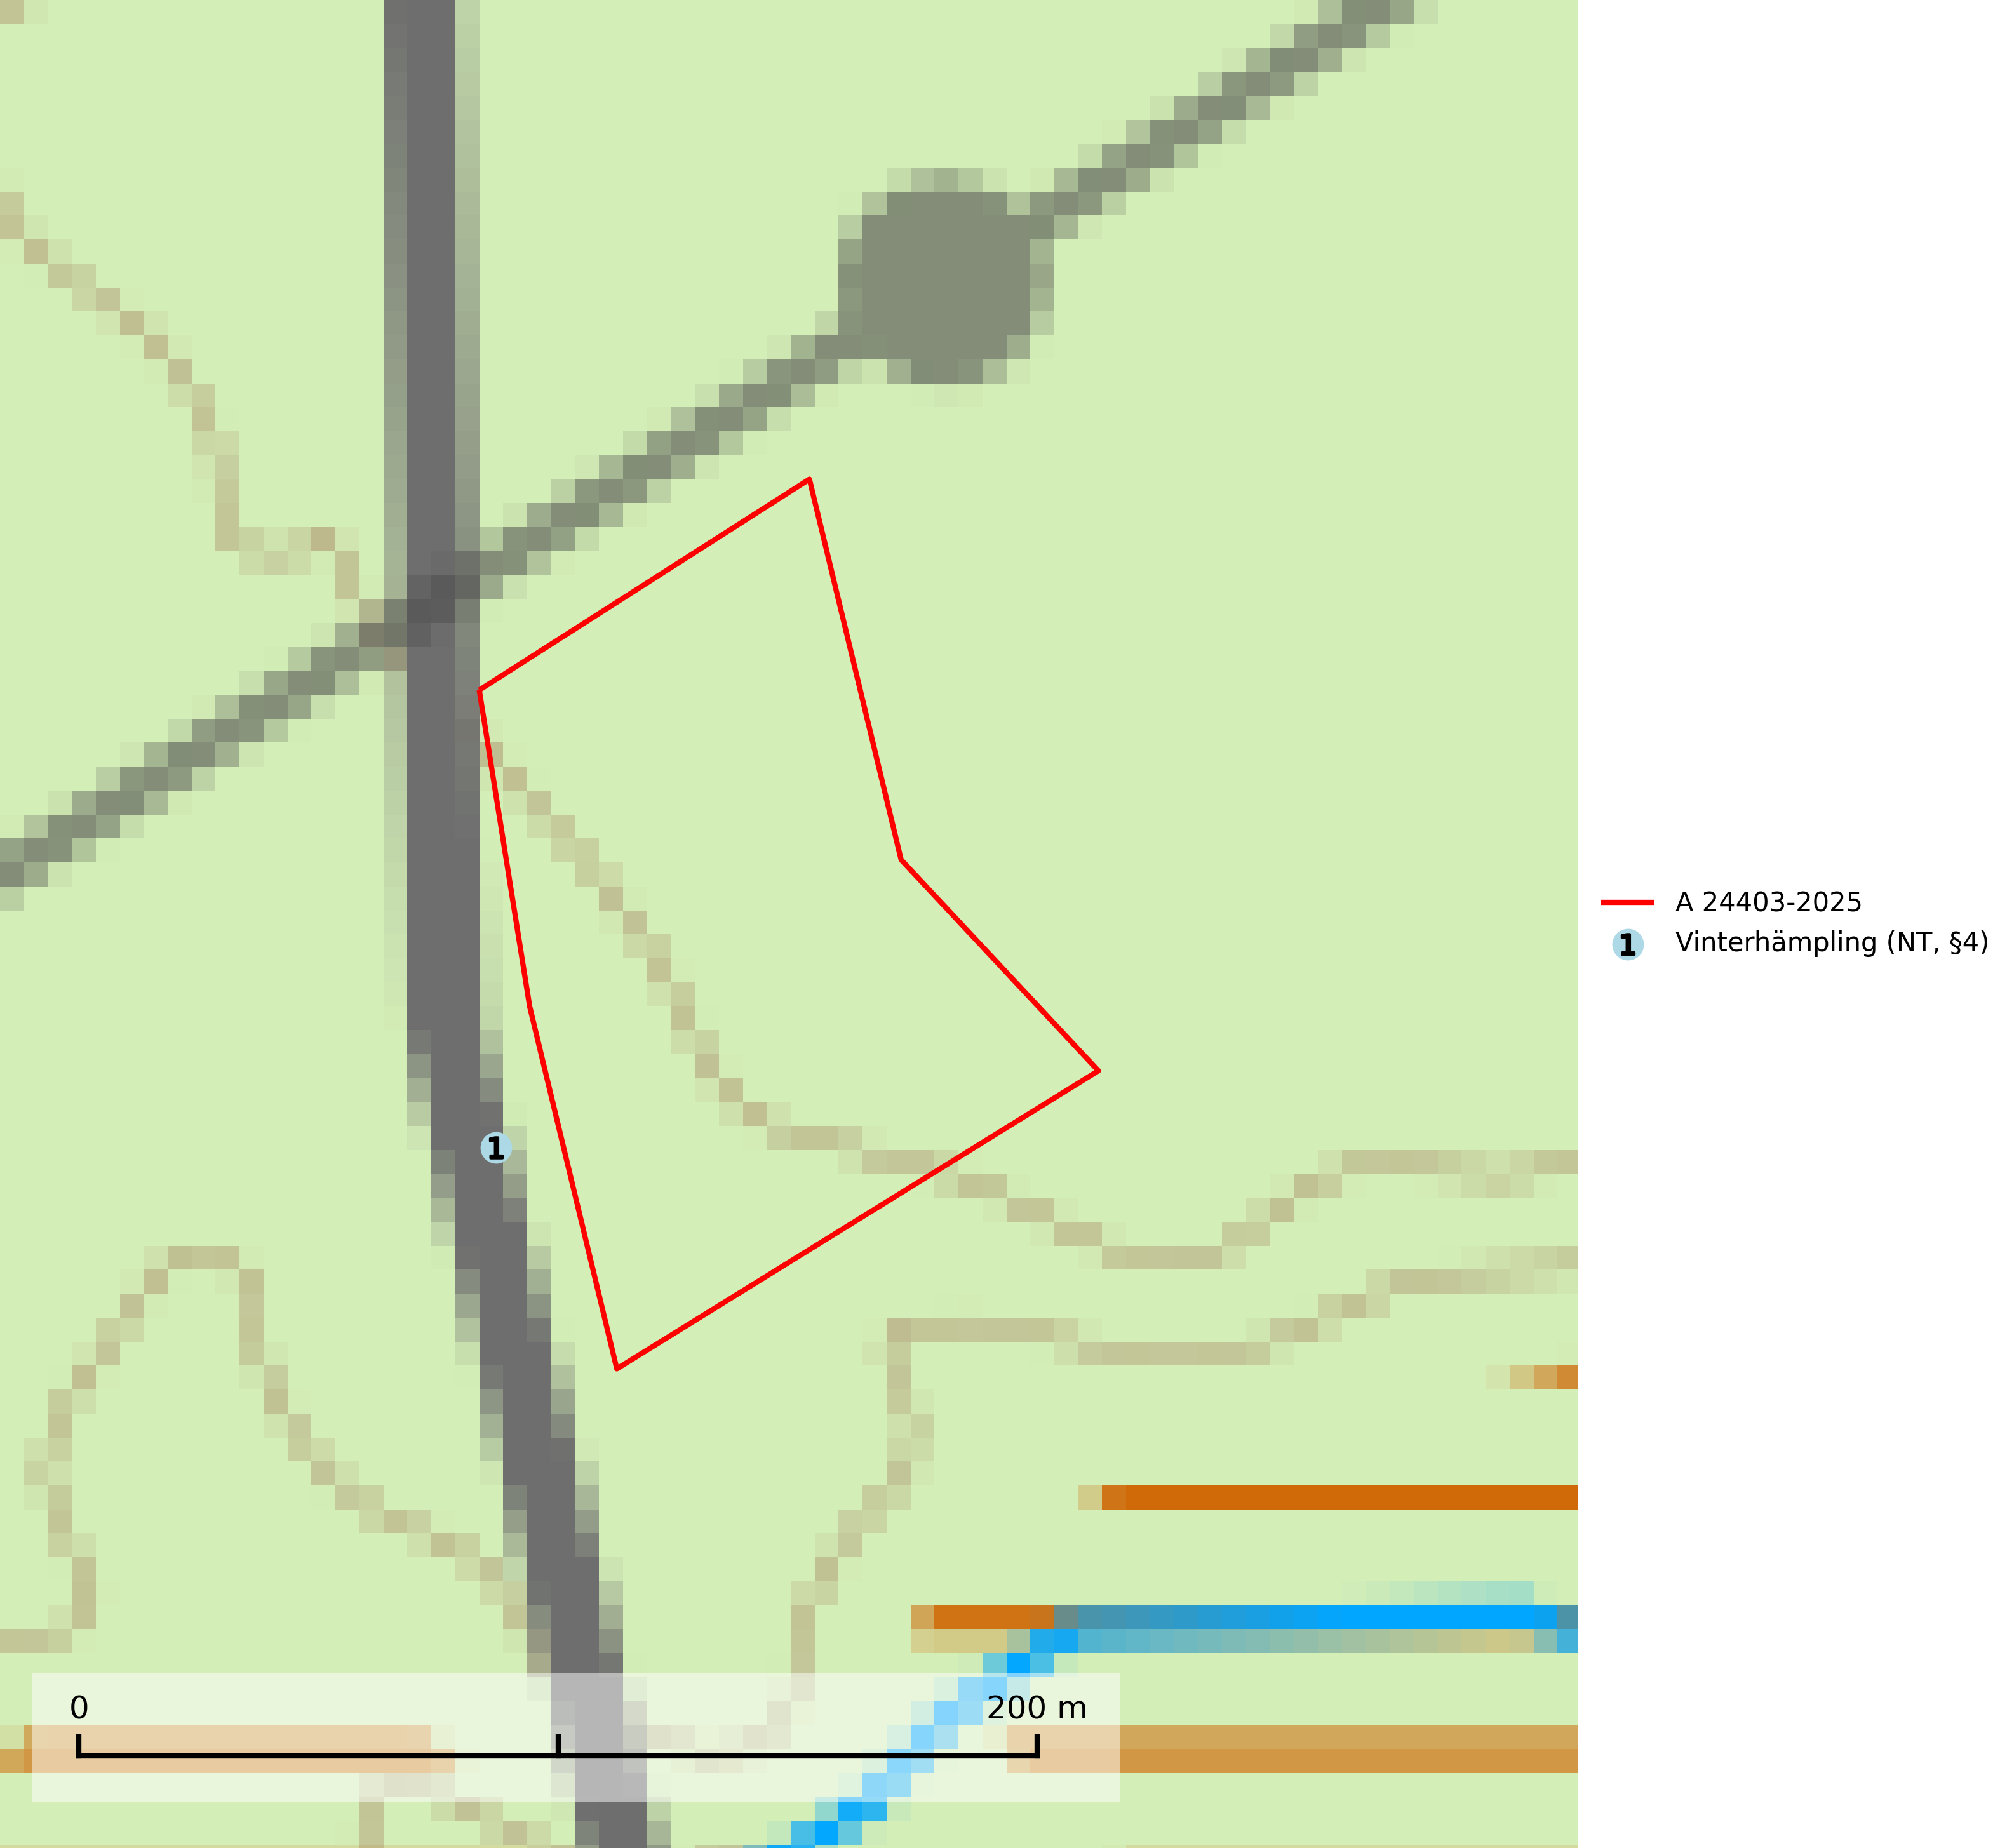 A 24403-2025
1 Vinterhämpling (NT, §4)
1
0 200 m